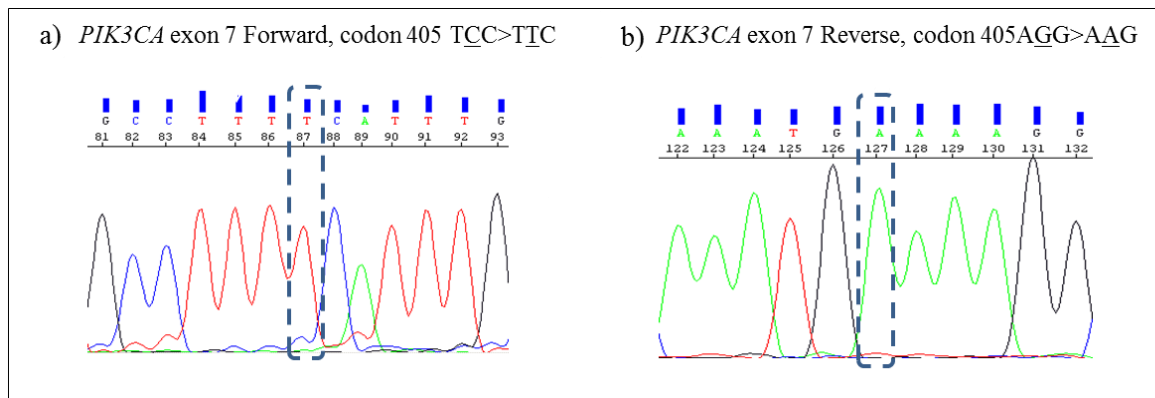 a) PIK3CA exon 7 Forward, codon 405 TCC>TTC
G C C T T T T C A T T T G
81 82 83 84 85 86 87 88 89 90 91 92 93
b) PIK3CA exon 7 Reverse, codon 405AGG>AAG
A A A T G A A A A G G
122 123 124 125 126 127 128 129 130 131 132